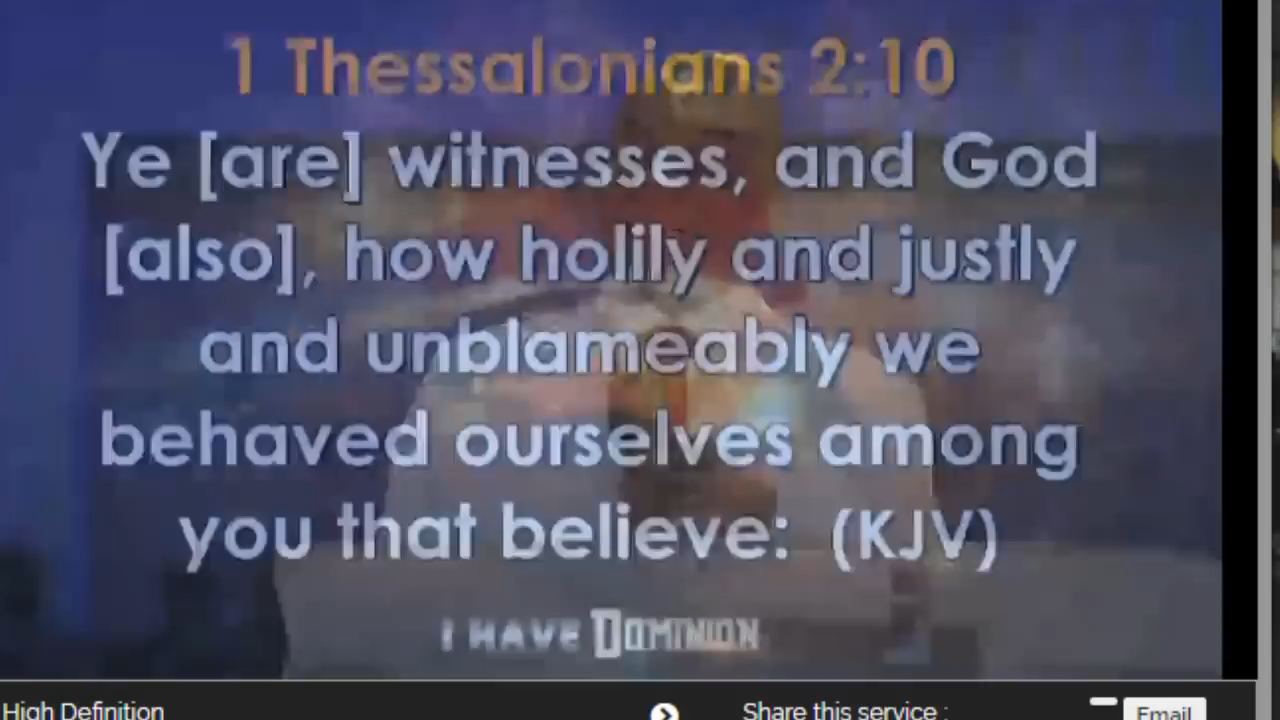 1 Thessalonians 2:10
Ye [are] witnesses, and God
[also], how holily and justly
and unblameably we
behaved ourselves among
you that believe: (KJV)
I HAVE DOMINION
High Definition
Share this service :
Email